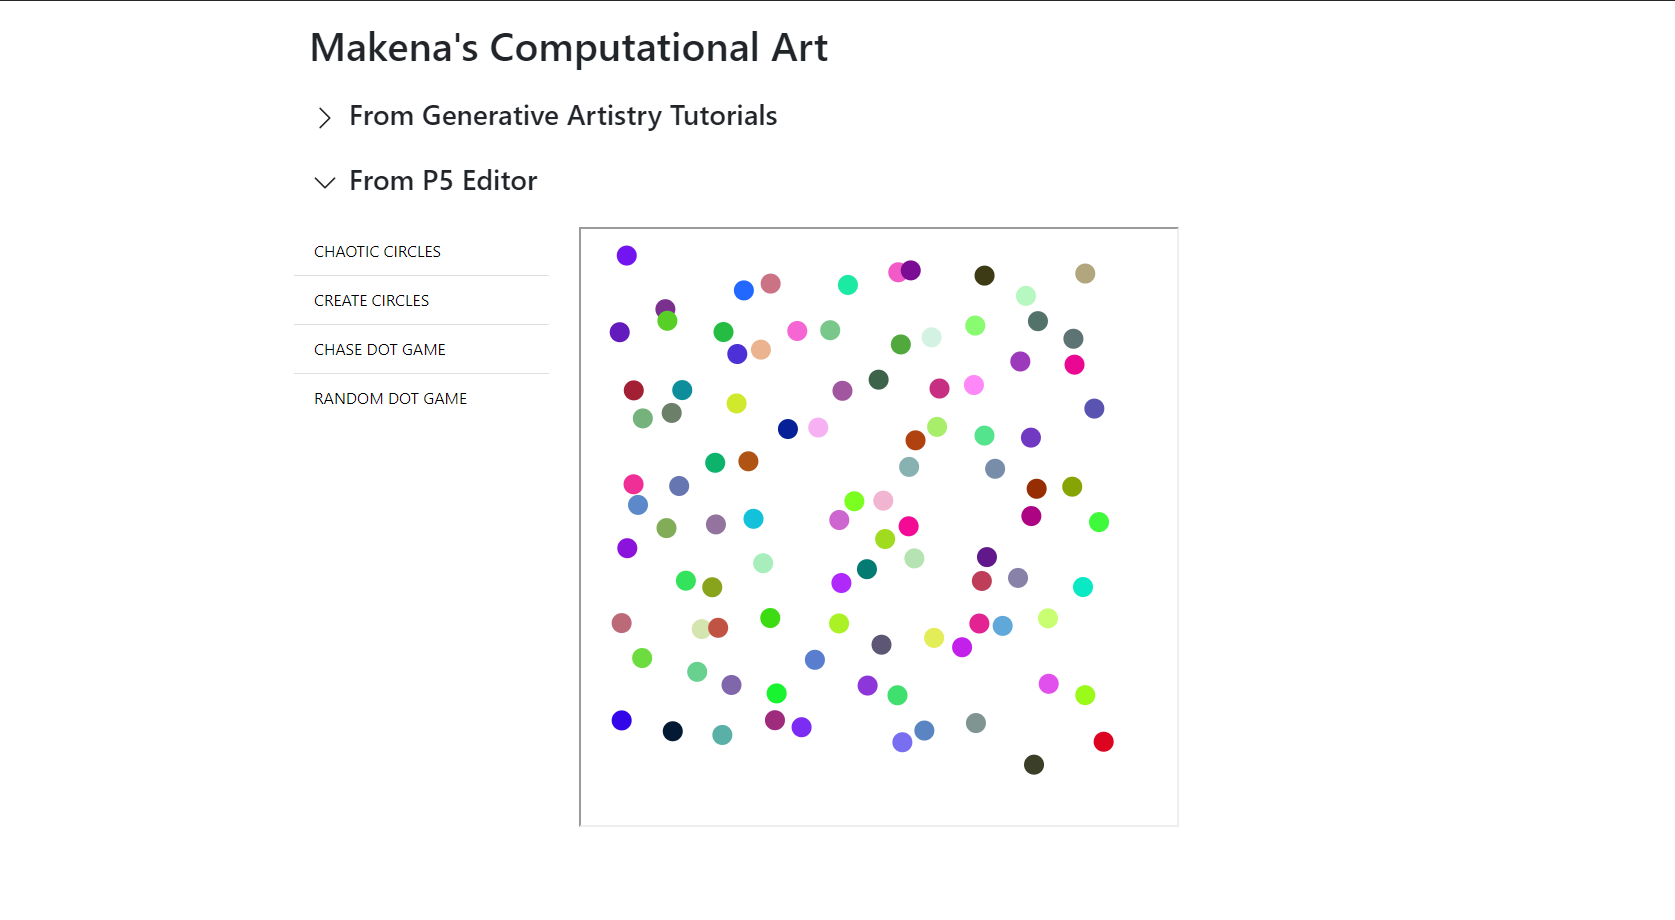 Makena's Computational Art
From Generative Artistry Tutorials
From P5 Editor
CHAOTIC CIRCLES
CREATE CIRCLES
CHASE DOT GAME
RANDOM DOT GAME